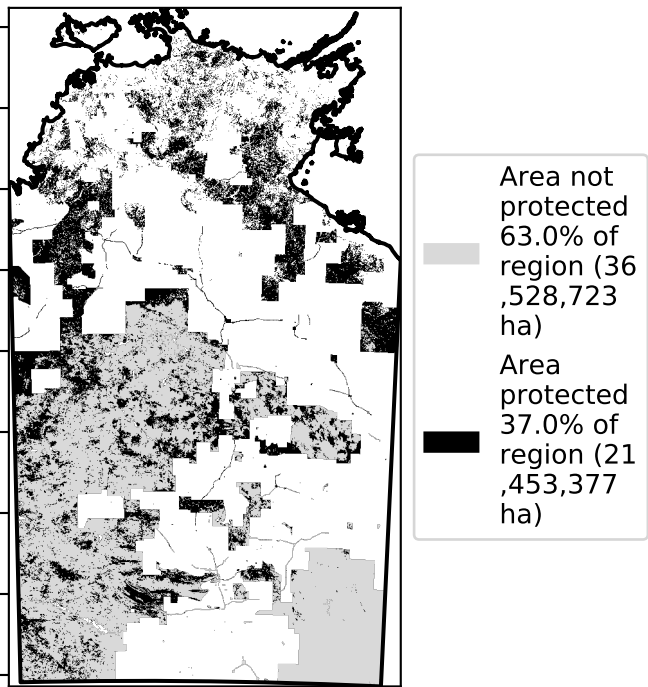 Area not
protected
63.0% of
region (36
,528,723
ha)
Area
protected
37.0% of
region (21
,453,377
ha)